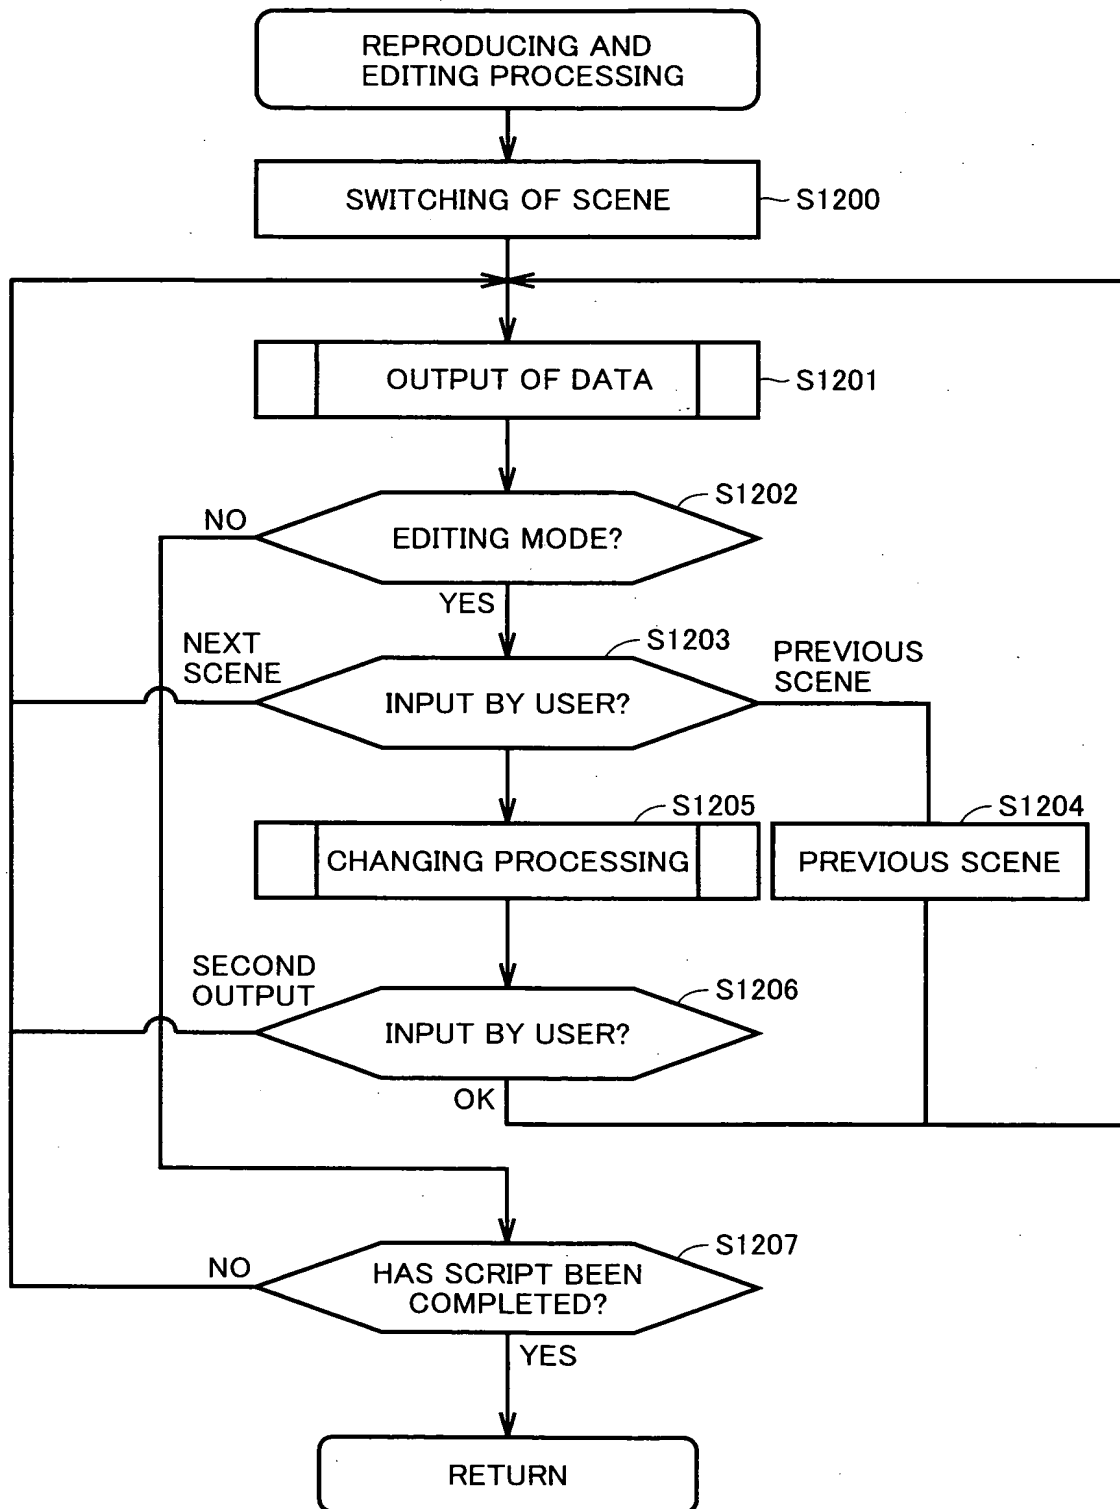 REPRODUCING AND
EDITING PROCESSING
SWITCHING OF SCENE
S1200
OUTPUT OF DATA
S1201
S1202
NO
EDITING MODE?
YES
NEXT
SCENE
S1203
PREVIOUS
SCENE
INPUT BY USER?
S1205
S1204
CHANGING PROCESSING
PREVIOUS SCENE
SECOND
OUTPUT
S1206
INPUT BY USER?
OK
S1207
NO
HAS SCRIPT BEEN
COMPLETED?
YES
RETURN